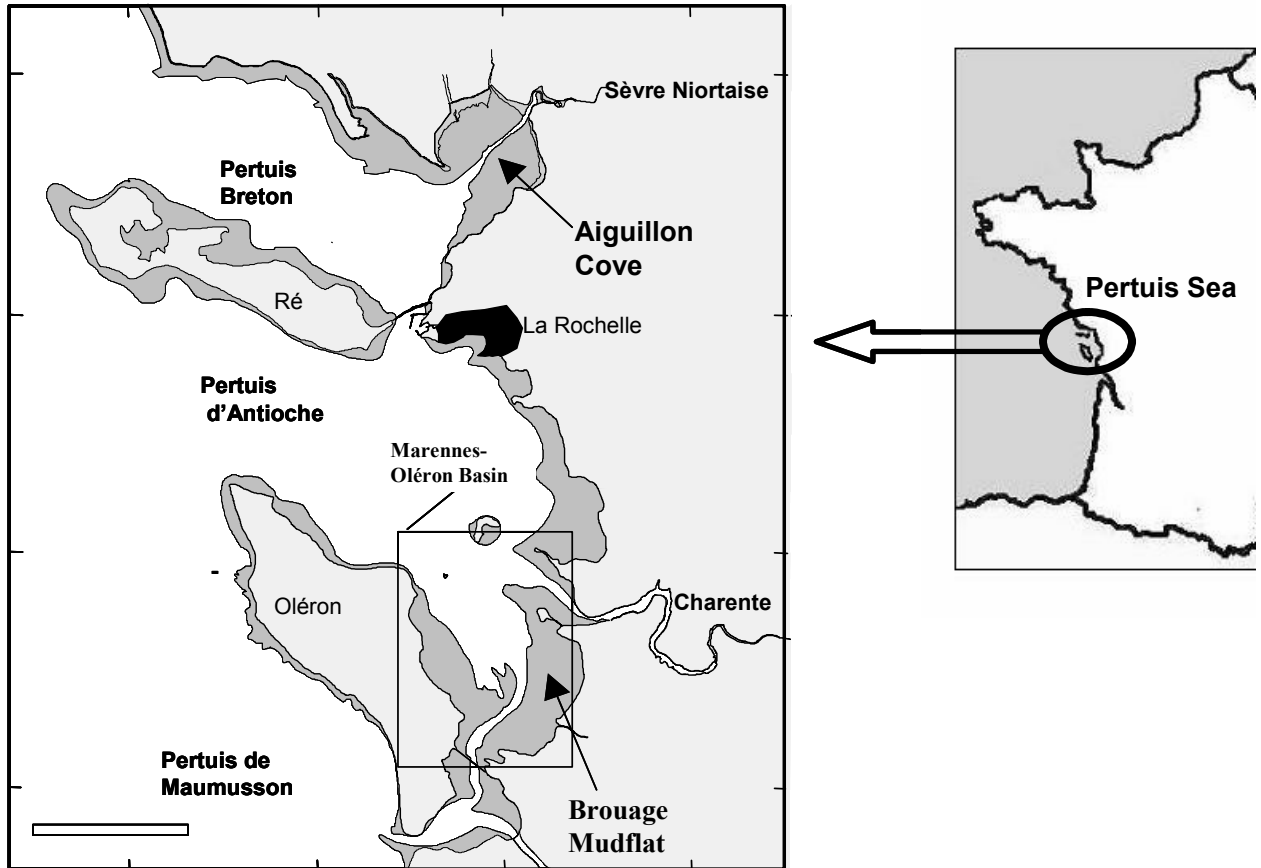 Sèvre Niortaise
Pertuis
Breton
Aiguillon
Cove
Ré
La Rochelle
Pertuis
d'Antioche
Marennes-
Oléron Basin
Oléron
Charente
Pertuis de
Maumusson
Brouage
Mudflat
Pertuis Sea